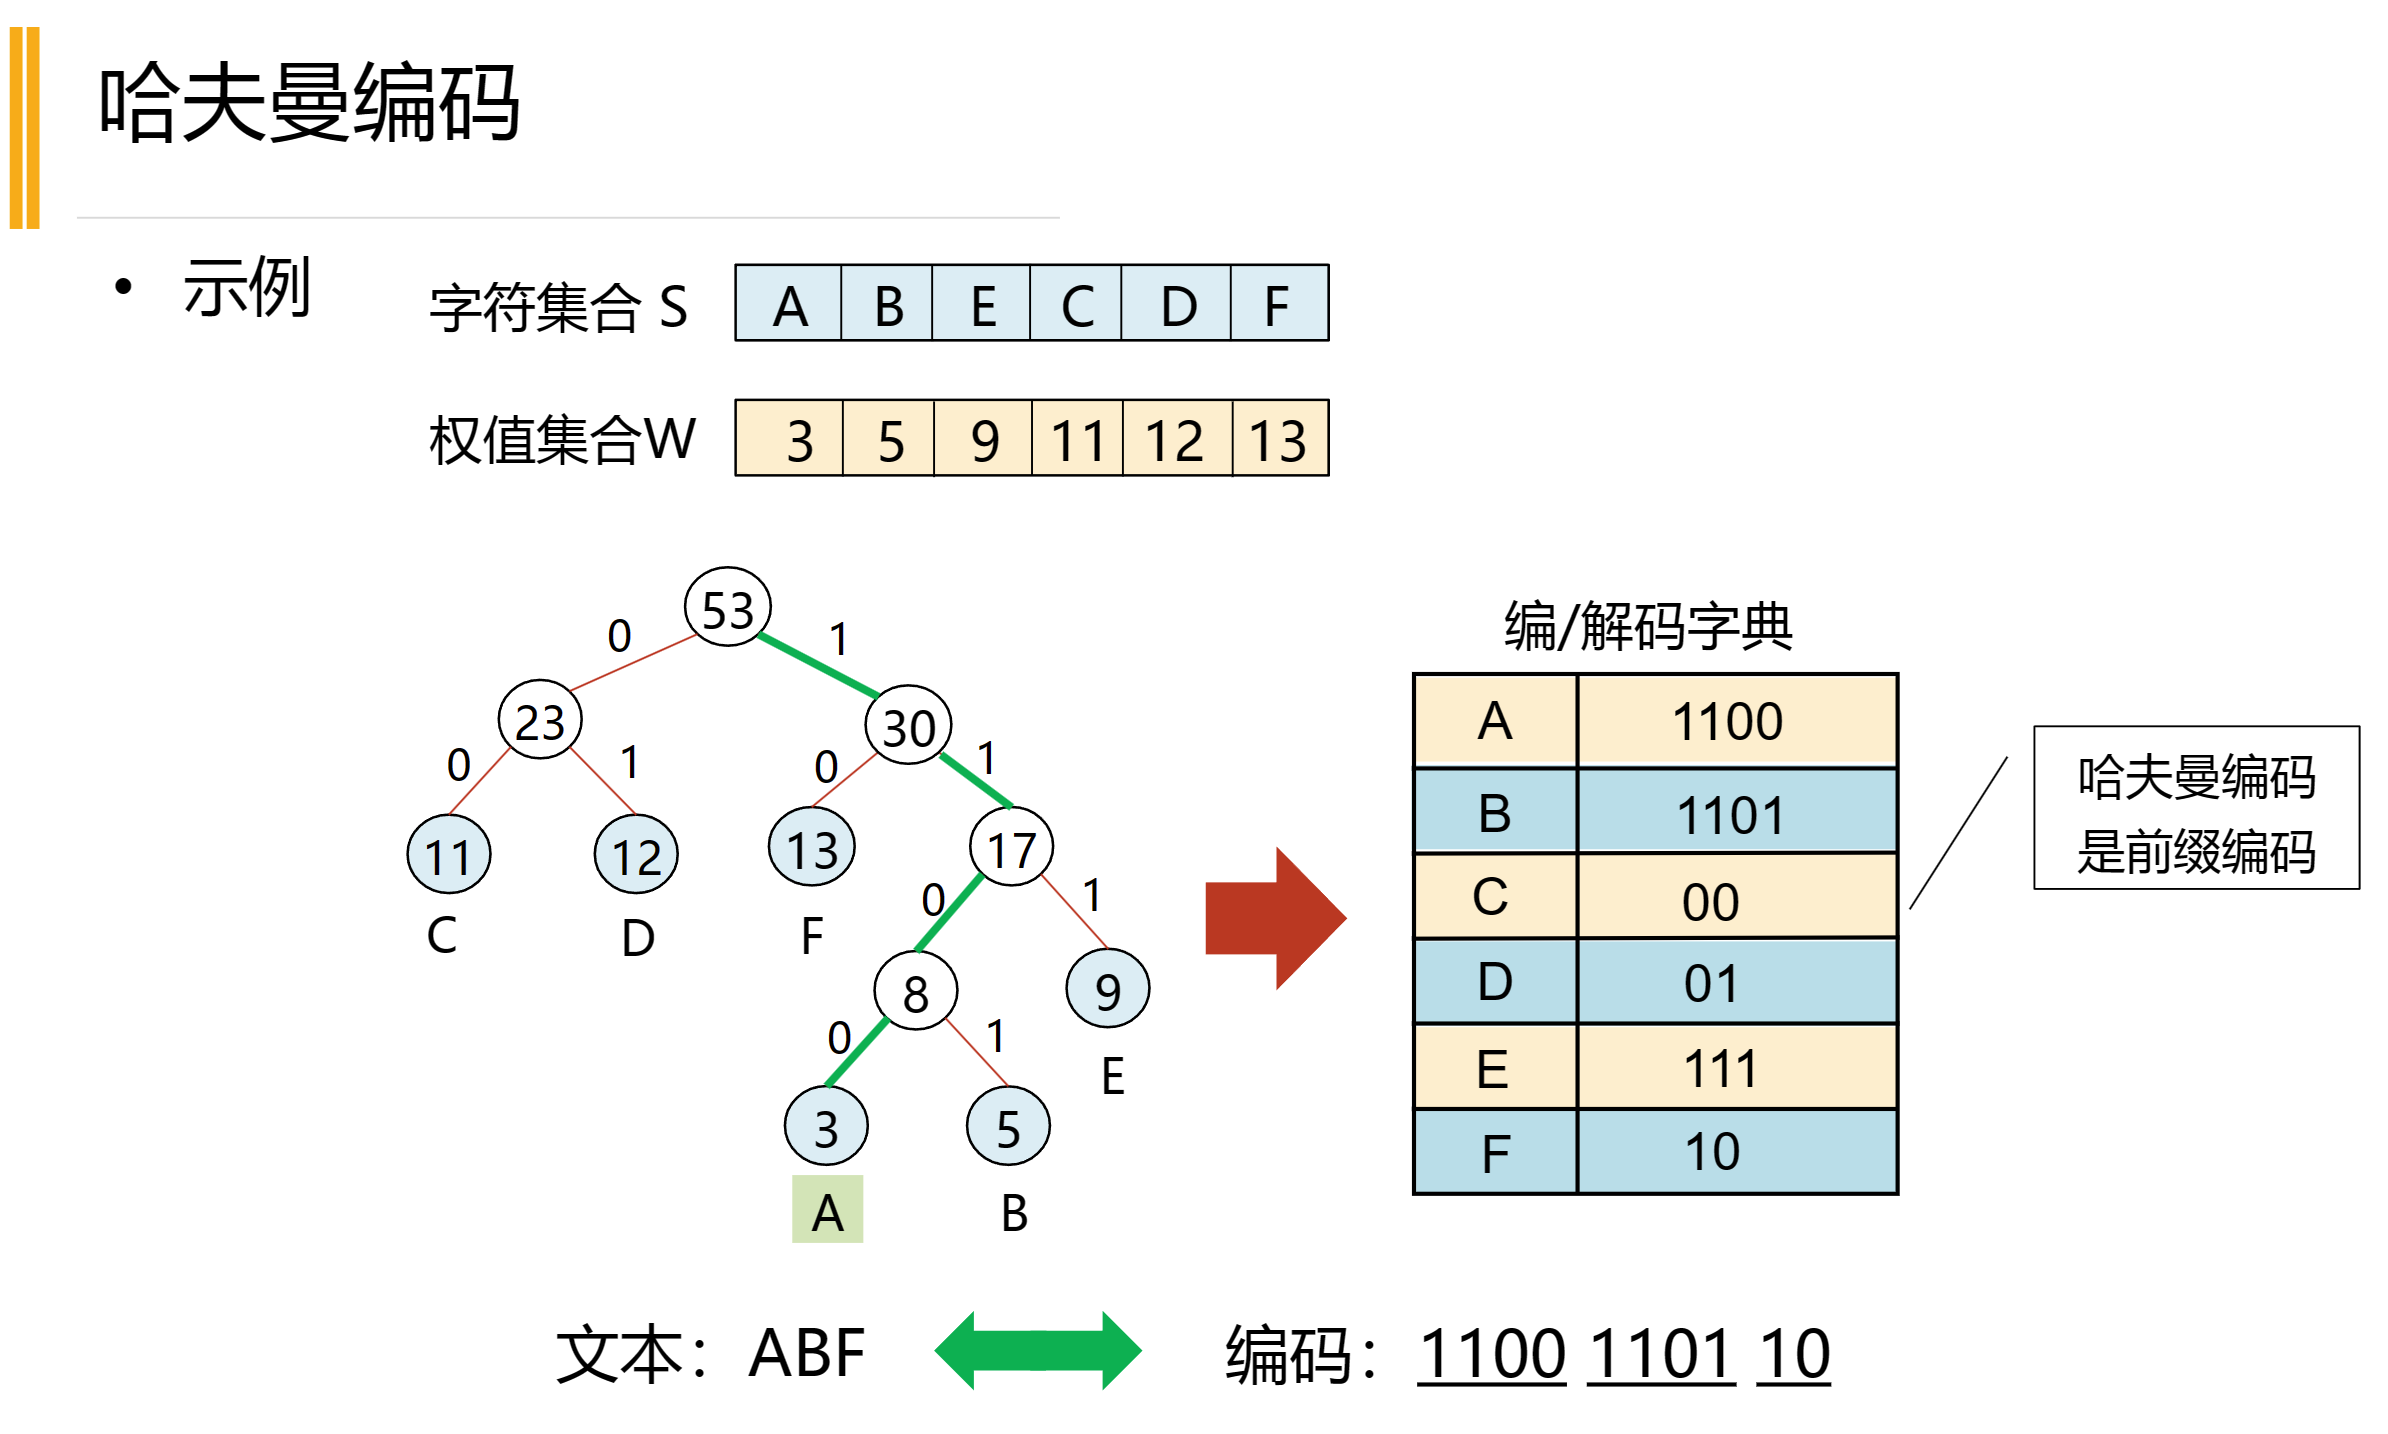 哈夫曼编码
• 示例
字符集合 S A B E C D F
权值集合W 3 5 9 11 12 13
53
0 1
23 30
0 1 0 1
11 12 13 17
C D F
0 1
8 9
0 1 E
3 5
A B
编/解码字典
A 1100
B 1101
C 00
D 01
E 111
F 10
哈夫曼编码
是前缀编码
文本：ABF 编码：1100 1101 10